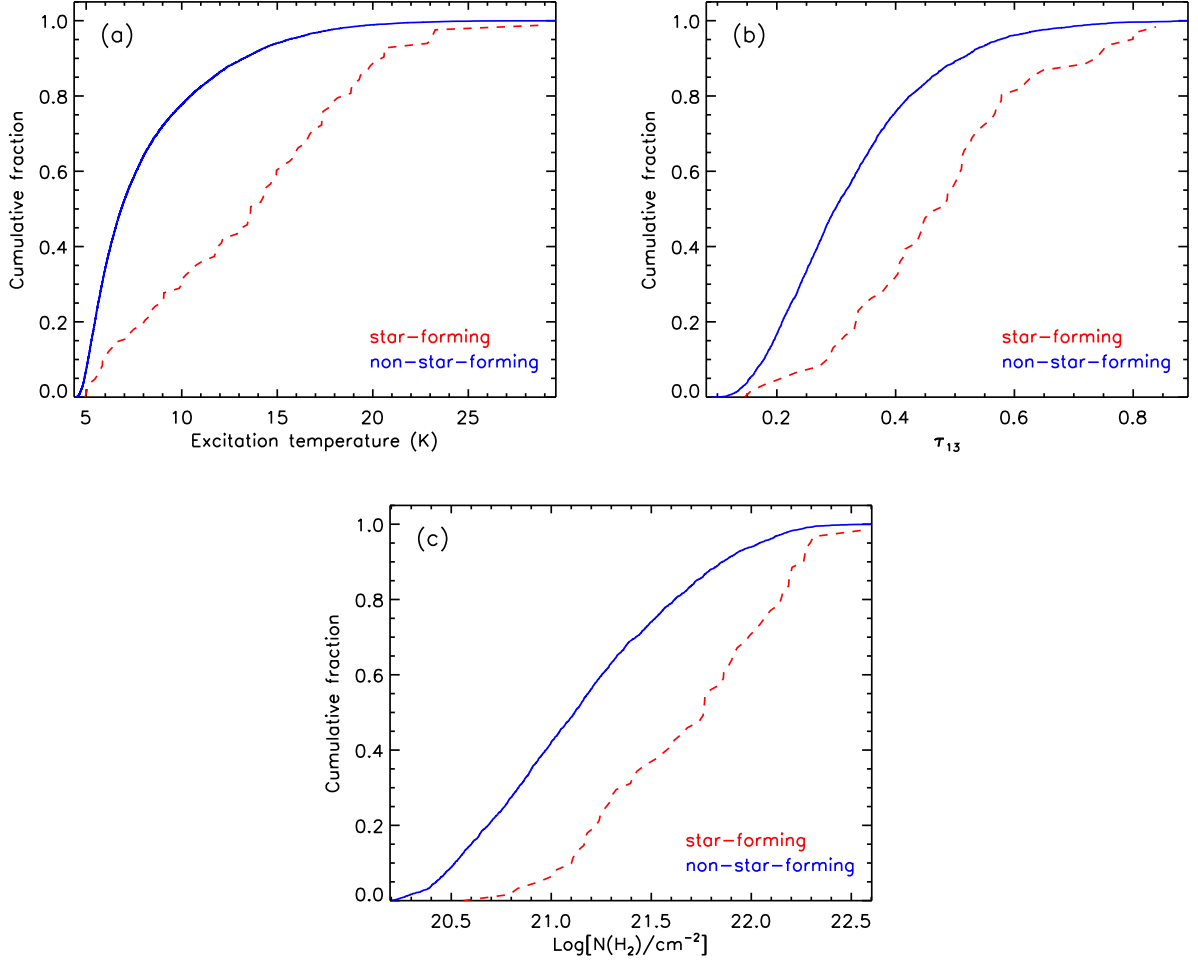 (a)
1.0
0.8
0.6
0.4
0.2
0.0
Cumulative fraction
star-forming
non-star-forming
5 10 15 20 25
Excitation temperature (K)
(b)
1.0
0.8
0.6
0.4
0.2
0.0
Cumulative fraction
star-forming
non-star-forming
0.2 0.4 0.6 0.8
τ₁₃
(c)
1.0
0.8
0.6
0.4
0.2
0.0
Cumulative fraction
star-forming
non-star-forming
20.5 21.0 21.5 22.0 22.5
Log[N(H₂)/cm⁻²]